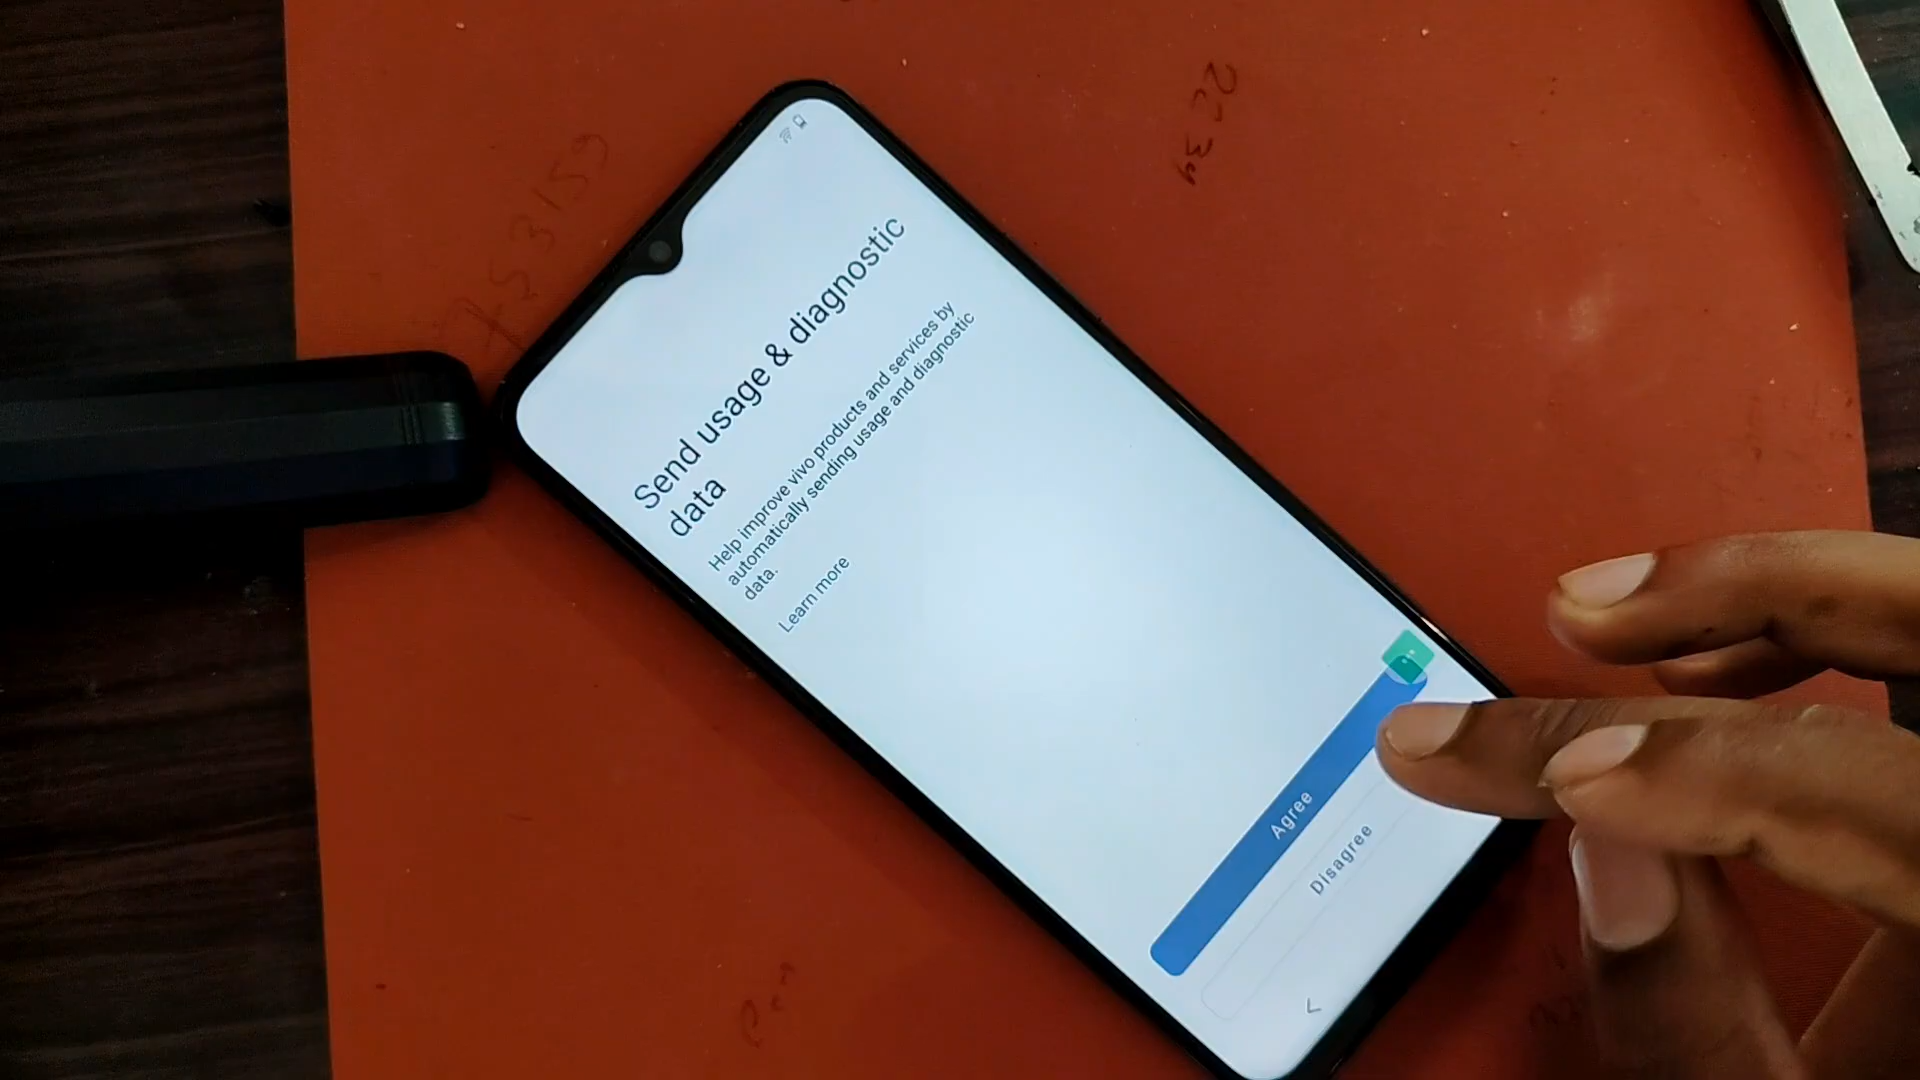 Send usage & diagnostic
data
Help improve vivo products and services by
automatically sending usage and diagnostic
data.
Learn more
Agree
Disagree